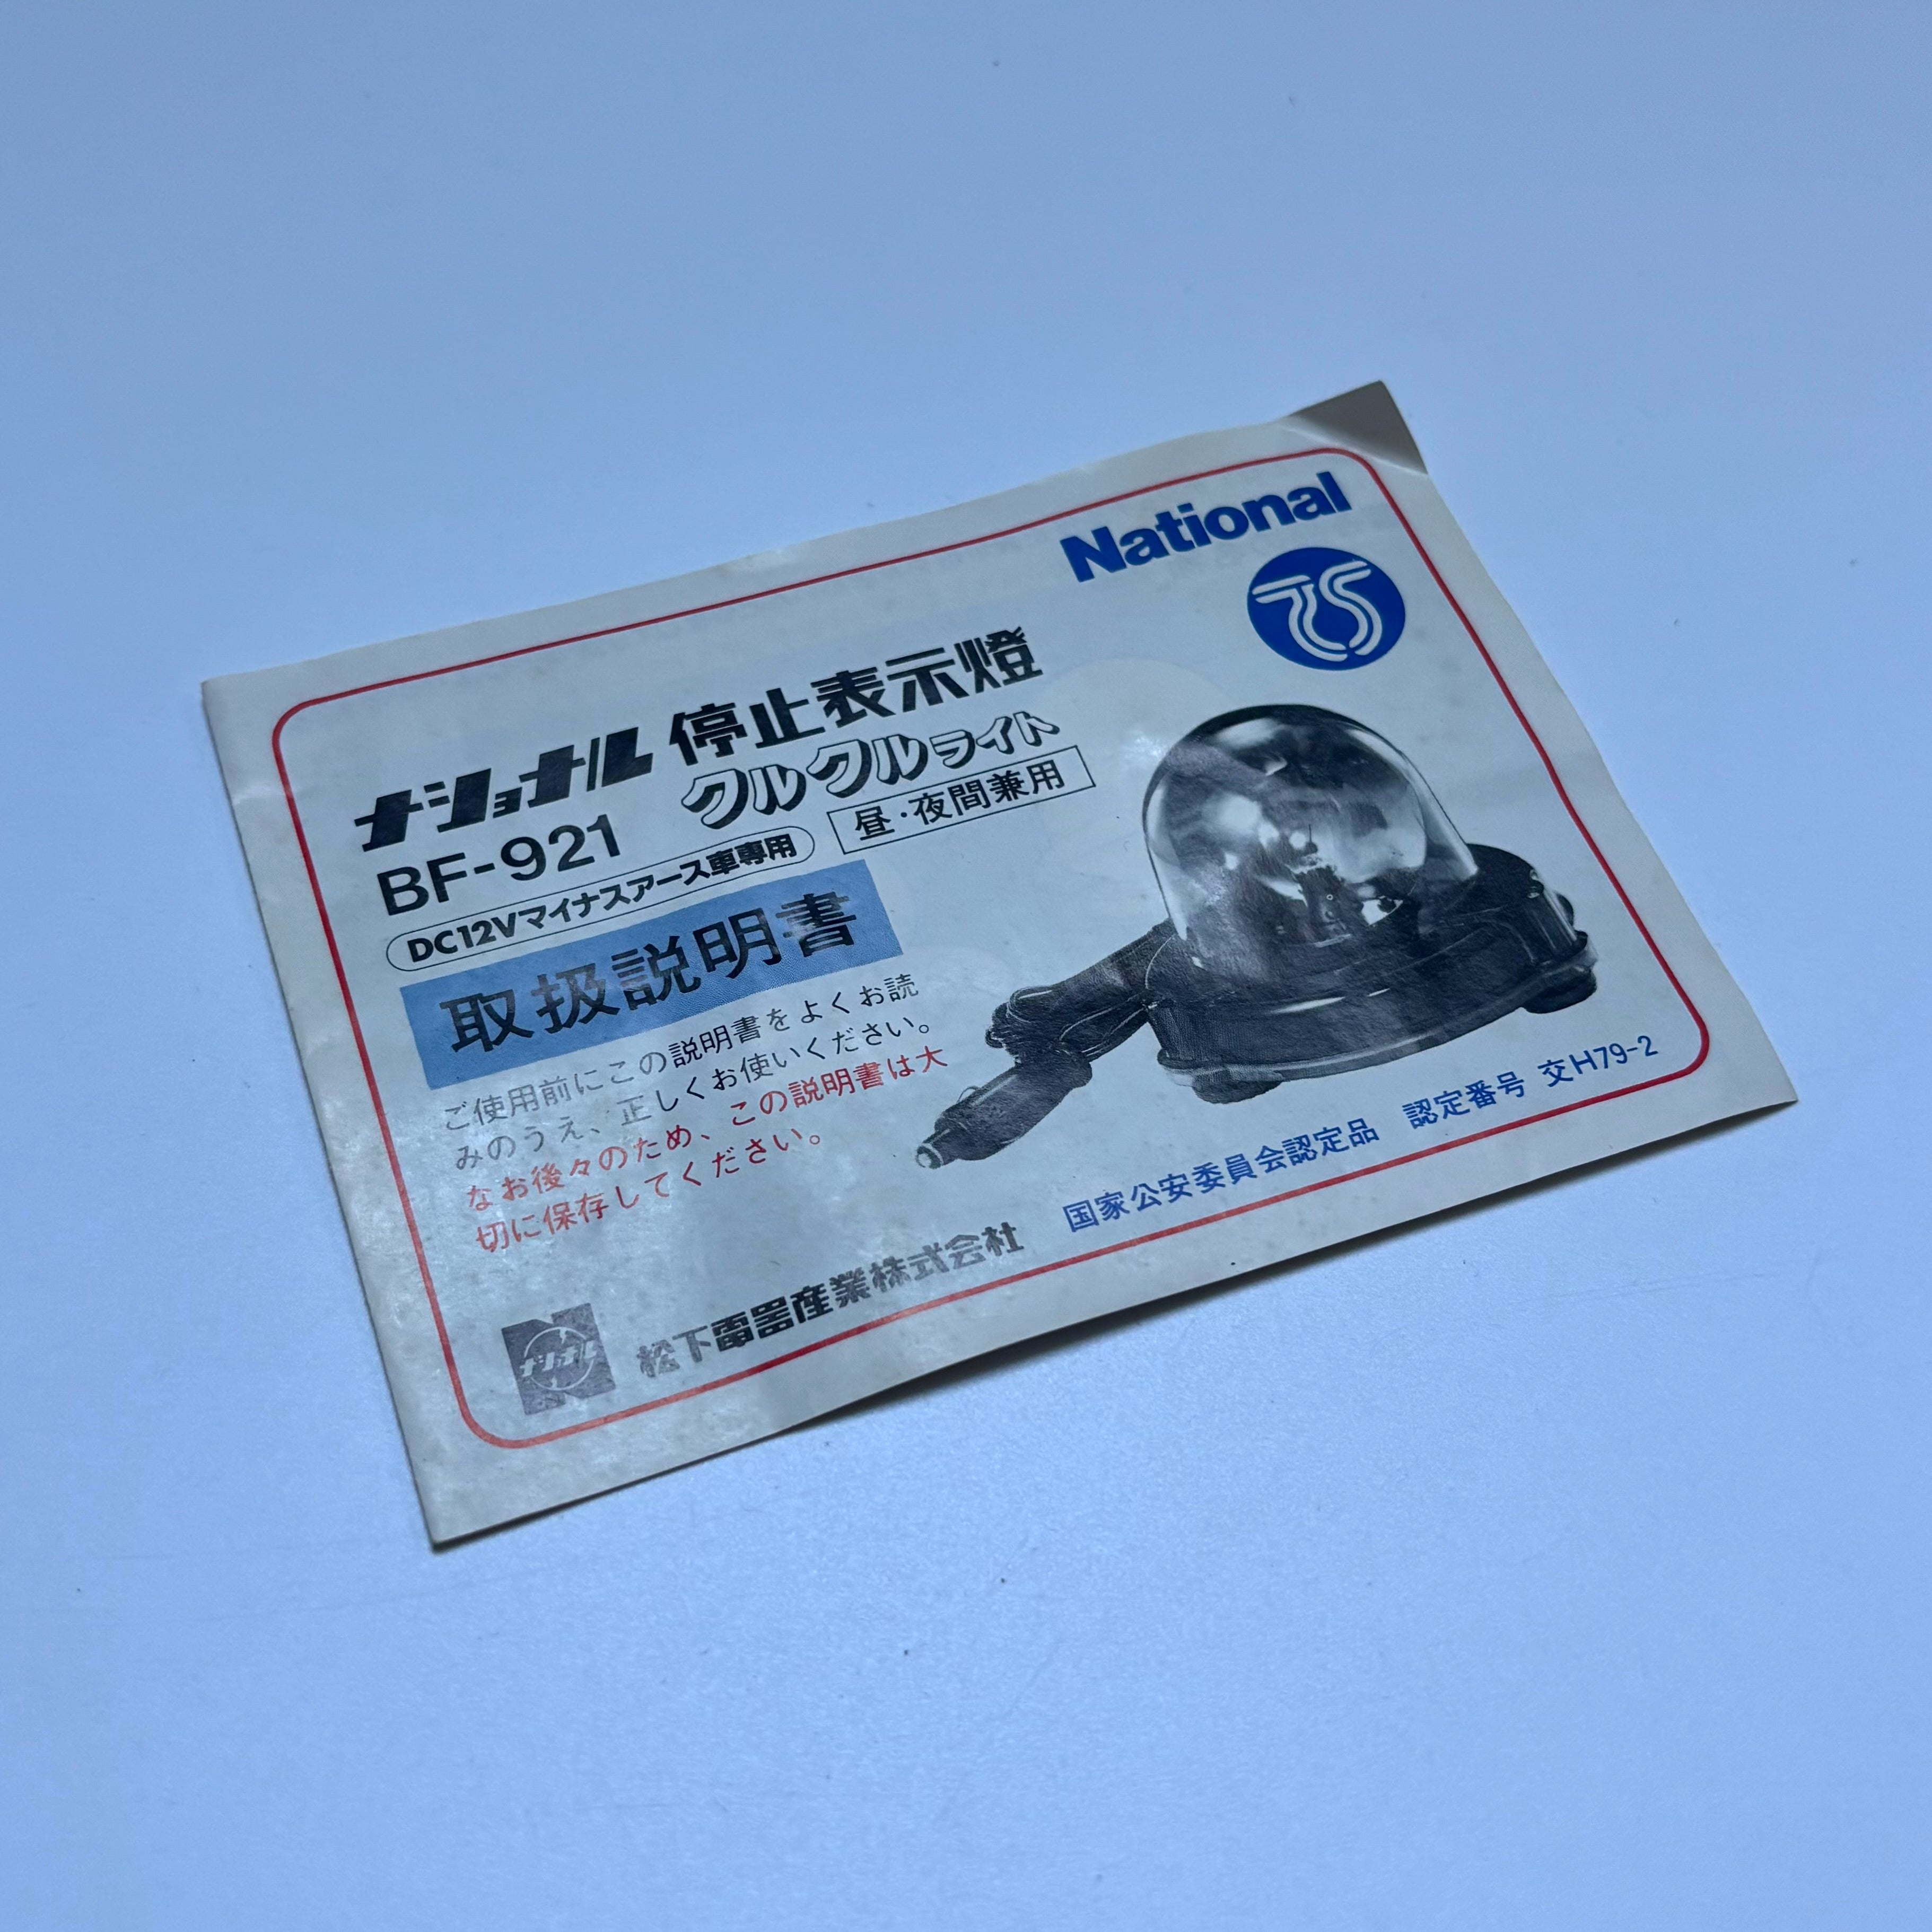 National
TS
ナショナル 停止表示燈
BF-921 クルクルライト
DC12Vマイナスアース車専用 昼・夜間兼用
取扱説明書
ご使用前にこの説明書をよくお読
みのうえ、正しくお使いください。
なお後々のため、この説明書は大
切に保存してください。
国家公安委員会認定品 認定番号 交H79-2
ナショナル 松下電器産業株式会社